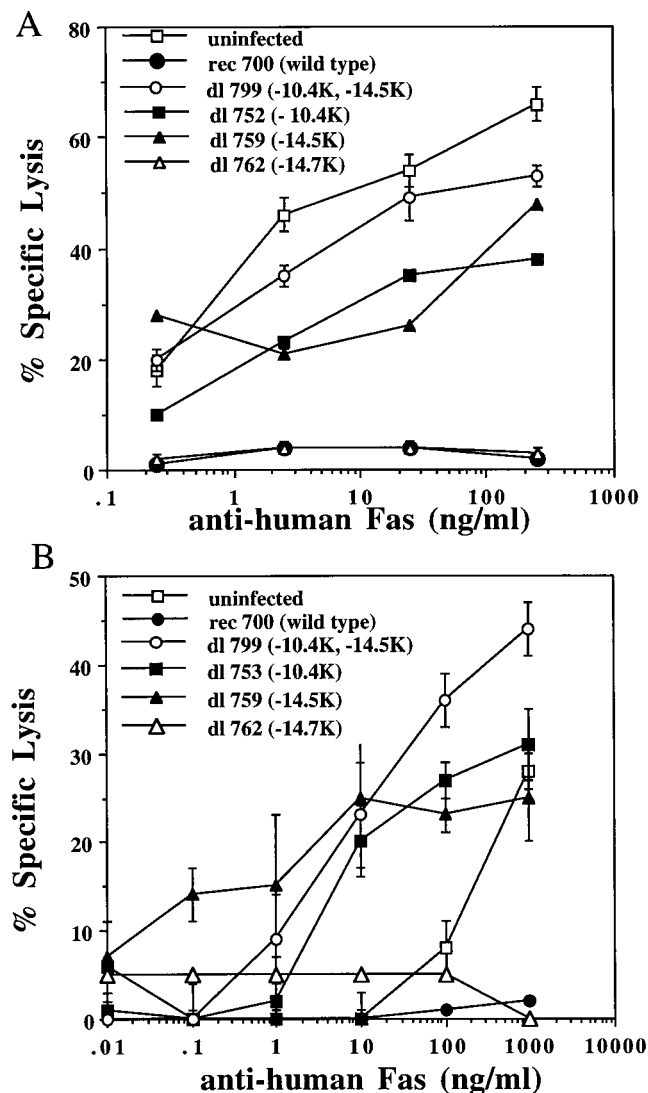 A
80
60
40
20
0
% Specific Lysis
uninfected
rec 700 (wild type)
dl 799 (-10.4K, -14.5K)
dl 752 (- 10.4K)
dl 759 (-14.5K)
dl 762 (-14.7K)
.1 1 10 100 1000
anti-human Fas (ng/ml)
B
50
40
30
20
10
0
% Specific Lysis
uninfected
rec 700 (wild type)
dl 799 (-10.4K, -14.5K)
dl 753 (-10.4K)
dl 759 (-14.5K)
dl 762 (-14.7K)
.01 .1 1 10 100 1000 10000
anti-human Fas (ng/ml)